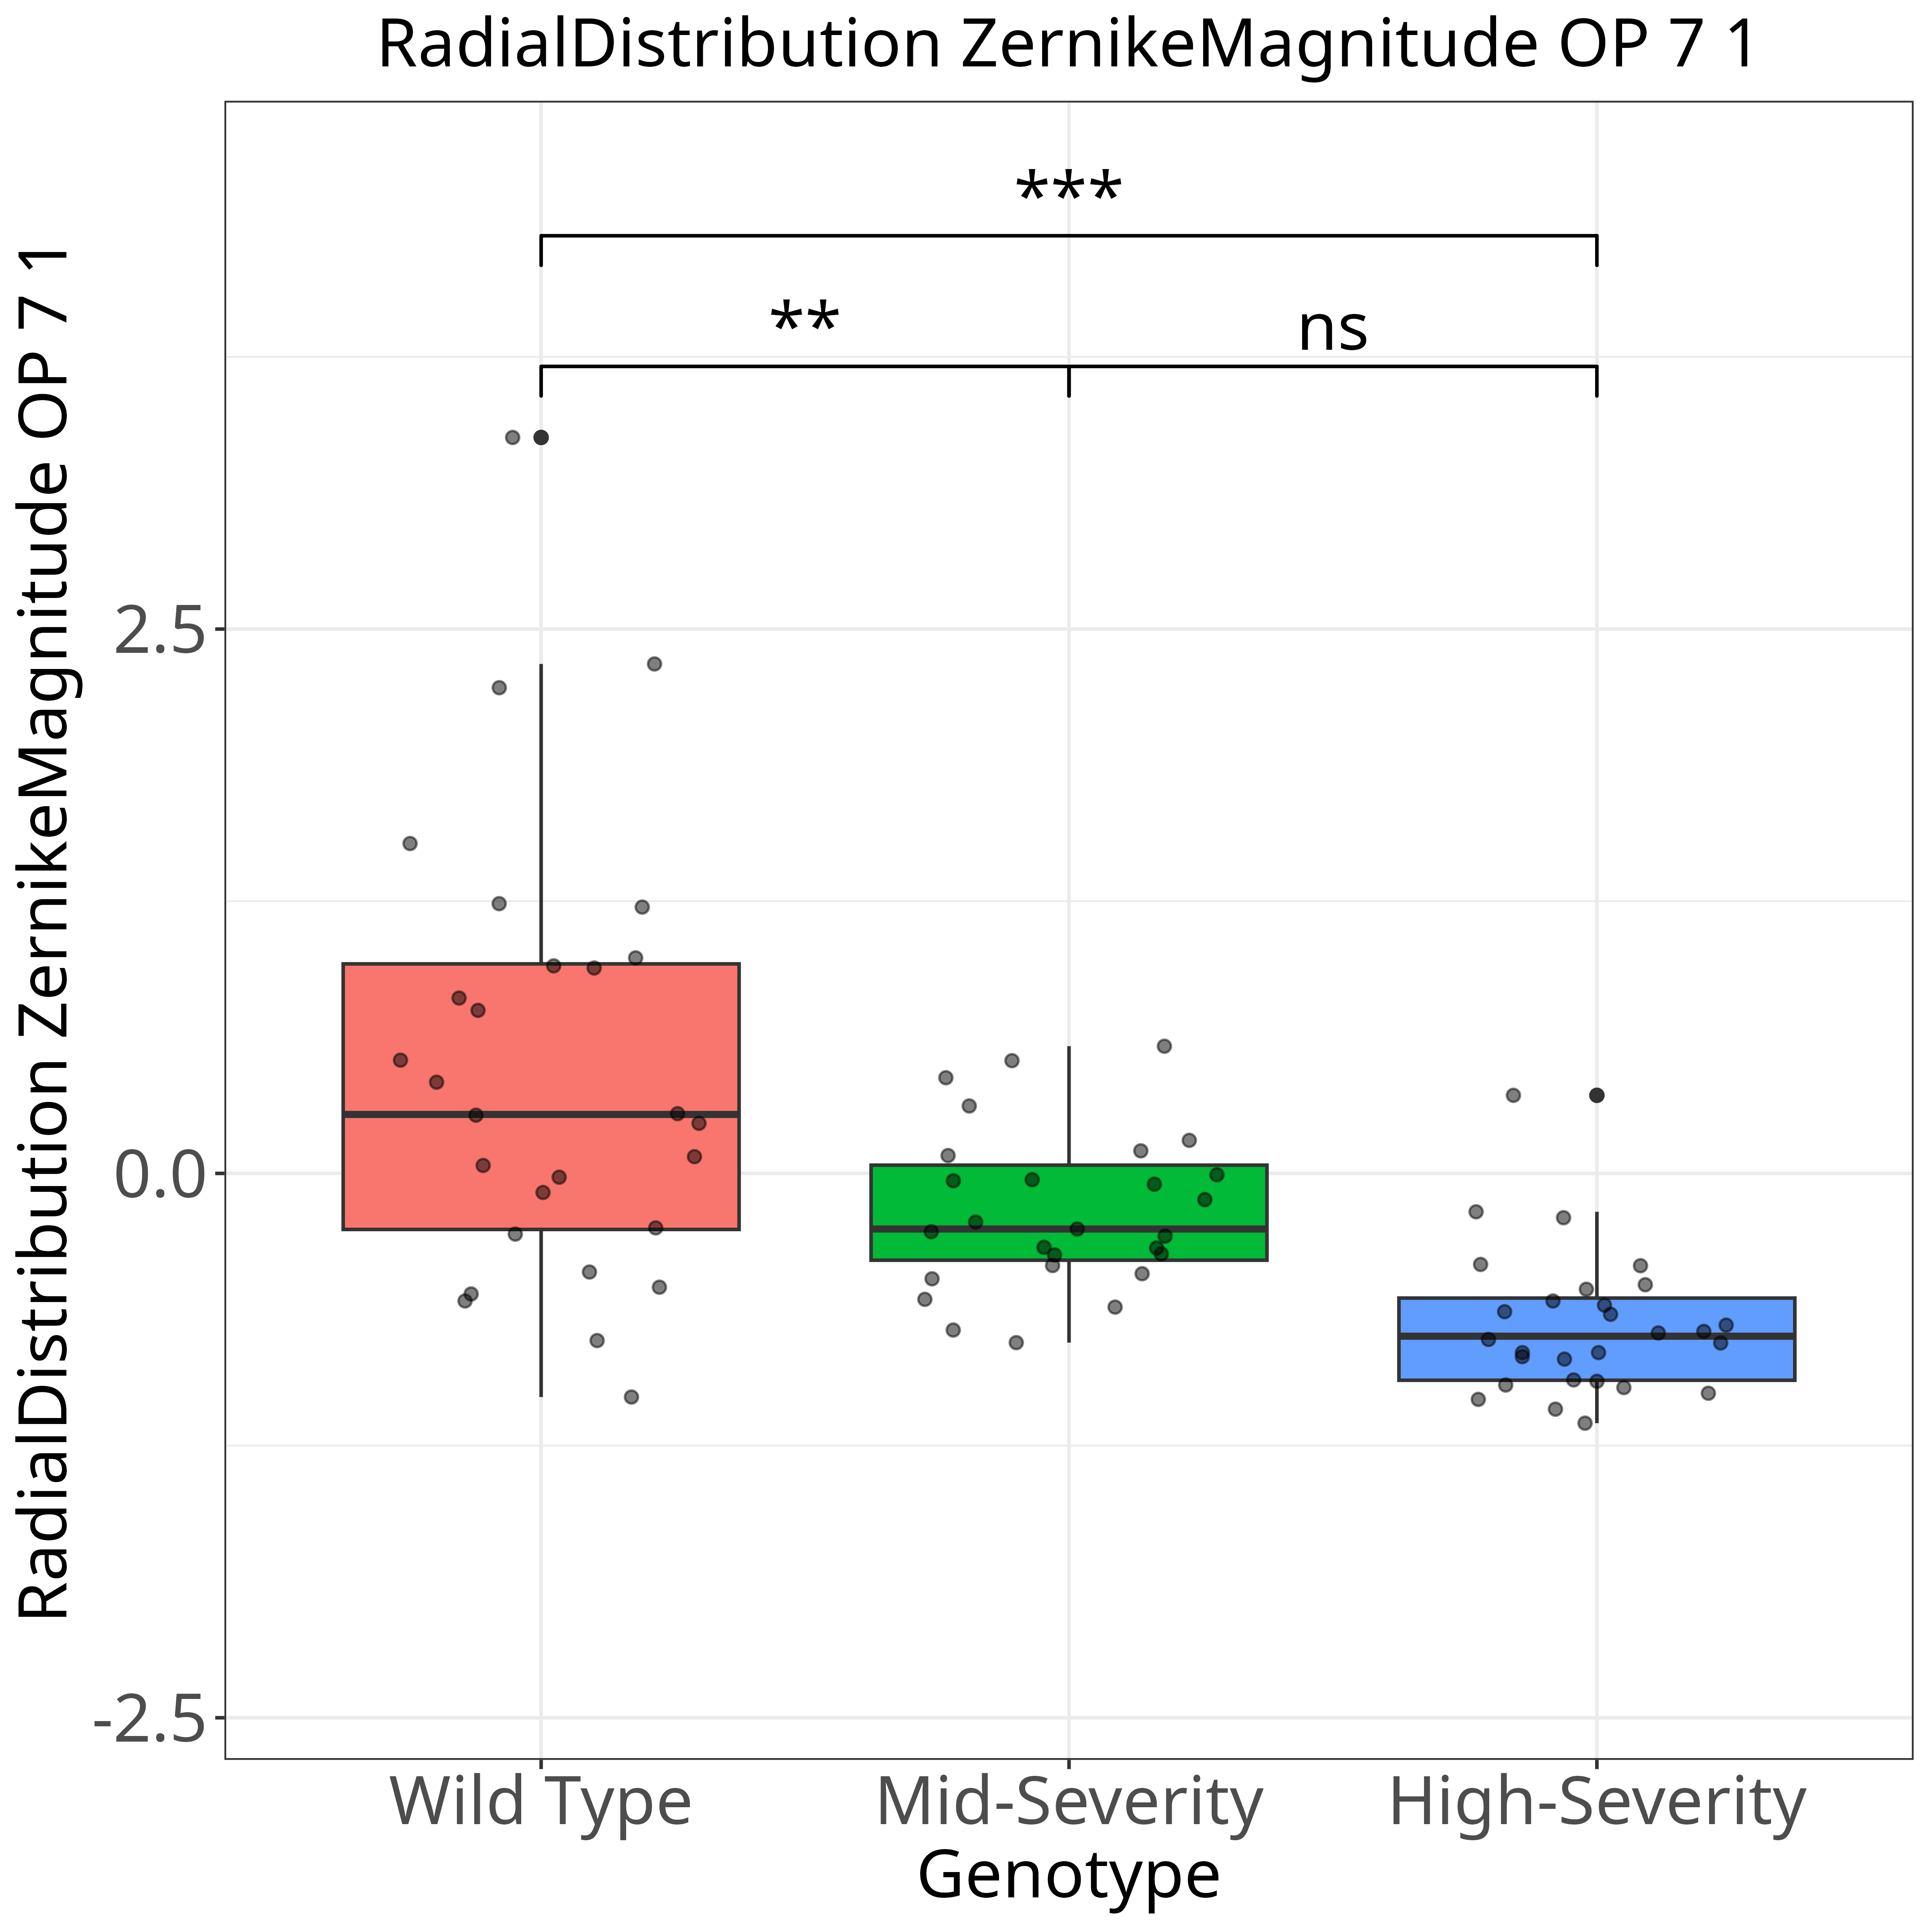 RadialDistribution ZernikeMagnitude OP 7 1
RadialDistribution ZernikeMagnitude OP 7 1
***
**
ns
2.5
0.0
-2.5
Wild Type
Mid-Severity
High-Severity
Genotype